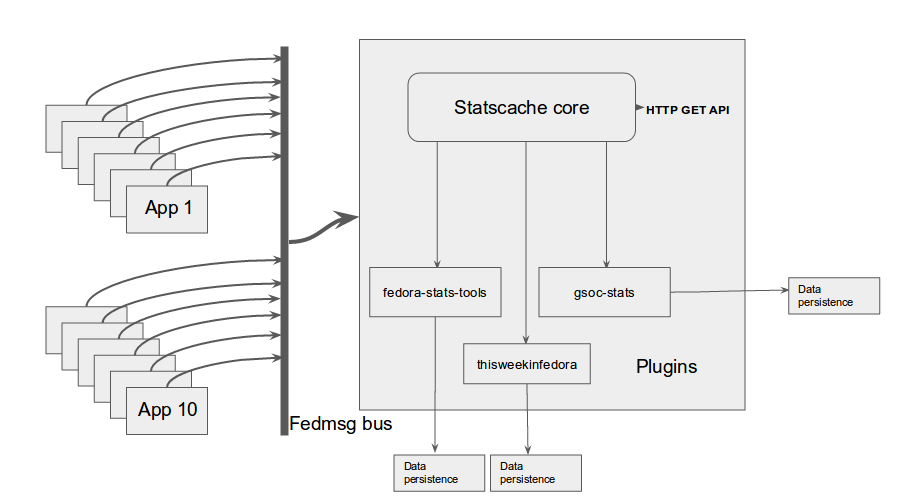 Statscache core
HTTP GET API
App 1
fedora-stats-tools
gsoc-stats
Data
persistence
thisweekinfedora
Plugins
App 10
Fedmsg bus
Data
persistence
Data
persistence